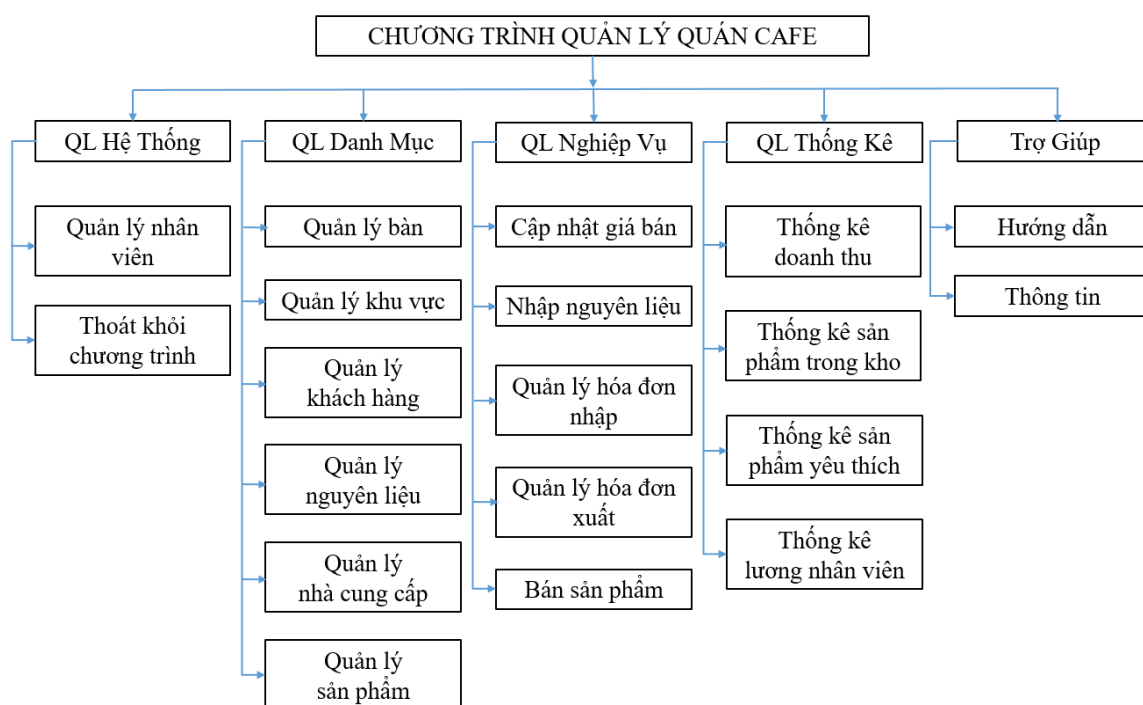 CHƯƠNG TRÌNH QUẢN LÝ QUÁN CAFE
QL Hệ Thống
Quản lý nhân
viên
Thoát khỏi
chương trình
QL Danh Mục
Quản lý bàn
Quản lý khu vực
Quản lý
khách hàng
Quản lý
nguyên liệu
Quản lý
nhà cung cấp
Quản lý
sản phẩm
QL Nghiệp Vụ
Cập nhật giá bán
Nhập nguyên liệu
Quản lý hóa đơn
nhập
Quản lý hóa đơn
xuất
Bán sản phẩm
QL Thống Kê
Thống kê
doanh thu
Thống kê sản
phẩm trong kho
Thống kê sản
phẩm yêu thích
Thống kê
lương nhân viên
Trợ Giúp
Hướng dẫn
Thông tin